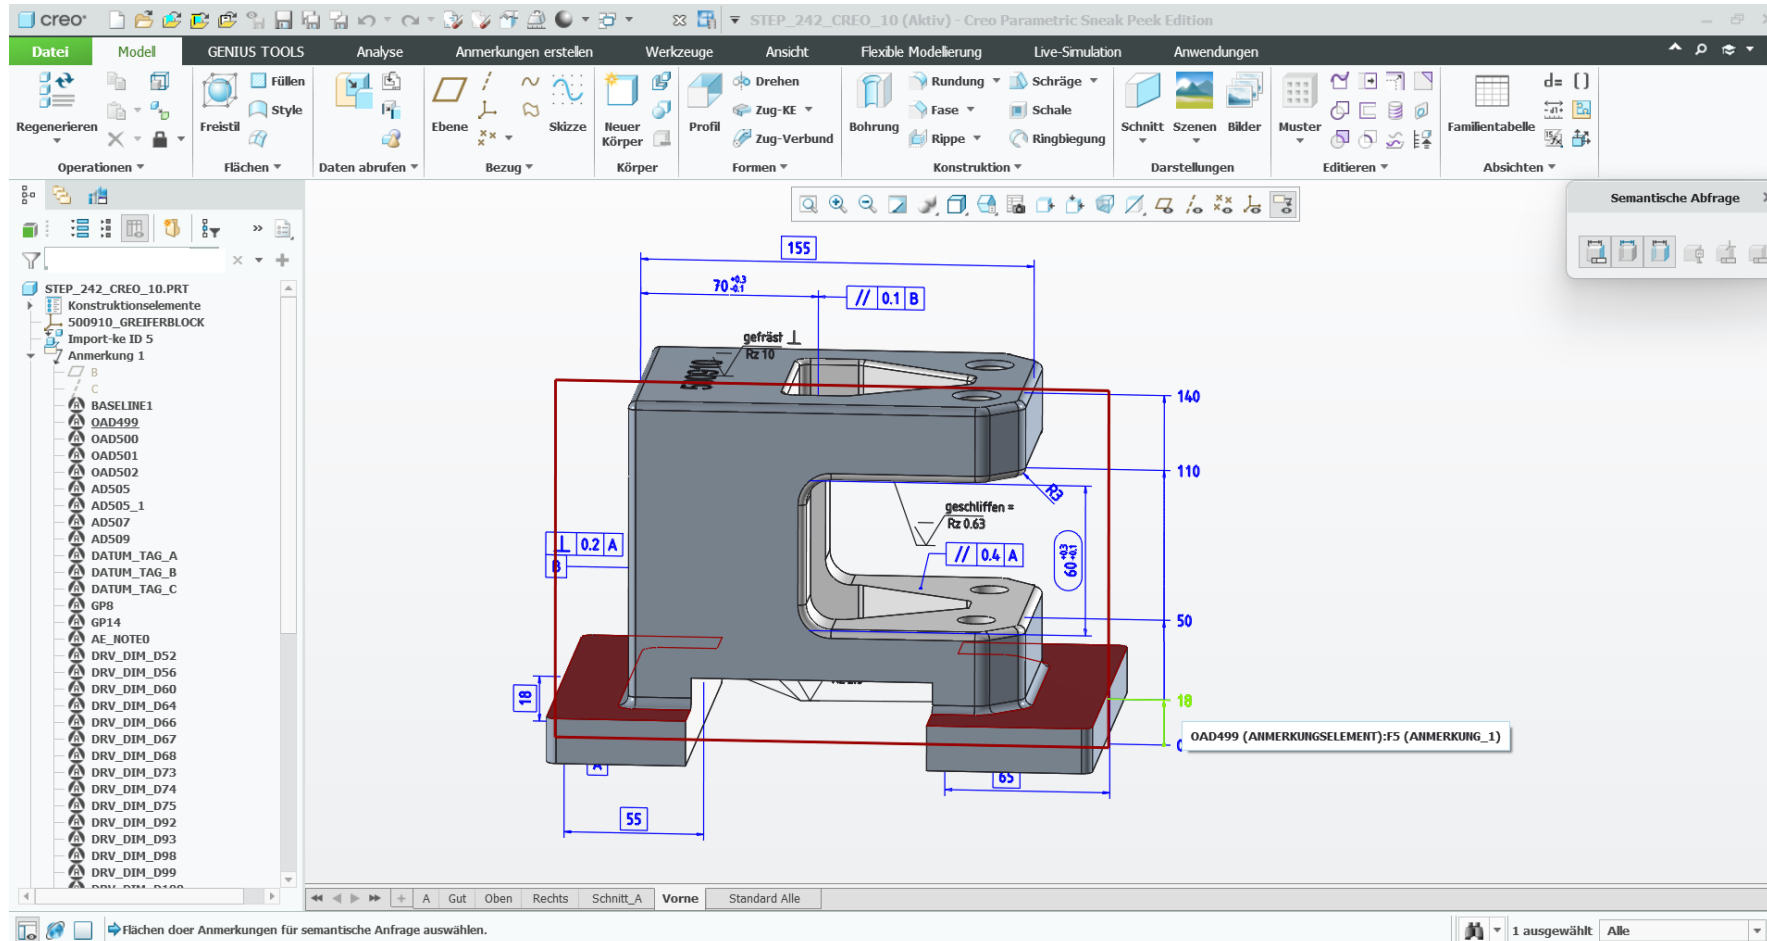 creo®
STEP_242_CREO_10 (Aktiv) - Creo Parametric Sneak Peek Edition
Datei
Modell
GENIUS TOOLS
Analyse
Anmerkungen erstellen
Werkzeuge
Ansicht
Flexible Modellierung
Live-Simulation
Anwendungen
Regenerieren
Operationen
Freistil
Füllen
Style
Flächen
Daten abrufen
Ebene
Skizze
Bezug
Neuer Körper
Körper
Profil
Drehen
Zug-KE
Zug-Verbund
Formen
Bohrung
Rundung
Fase
Rippe
Schräge
Schale
Ringbiegung
Konstruktion
Schnitt
Szenen
Bilder
Darstellungen
Muster
Editieren
Familientabelle
d=
Absichten
Semantische Abfrage
STEP_242_CREO_10.PRT
Konstruktionselemente
500910_GREIFERBLOCK
Import-ke ID 5
Anmerkung 1
B
C
BASELINE1
OAD499
OAD500
OAD501
OAD502
AD505
AD505_1
AD507
AD509
DATUM_TAG_A
DATUM_TAG_B
DATUM_TAG_C
GP8
GP14
AE_NOTE0
DRV_DIM_D52
DRV_DIM_D56
DRV_DIM_D60
DRV_DIM_D64
DRV_DIM_D66
DRV_DIM_D67
DRV_DIM_D68
DRV_DIM_D73
DRV_DIM_D74
DRV_DIM_D75
DRV_DIM_D92
DRV_DIM_D93
DRV_DIM_D98
DRV_DIM_D99
155
70 +0.3 -0.1
// 0.1 B
gefräst ⊥
Rz 10
140
110
R3
geschliffen =
Rz 0.63
// 0.4 A
⊥ 0.2 A
B
50
18
18
0
OAD499 (ANMERKUNGSELEMENT):F5 (ANMERKUNG_1)
A
65
55
A
Gut
Oben
Rechts
Schnitt_A
Vorne
Standard Alle
Flächen doer Anmerkungen für semantische Anfrage auswählen.
1 ausgewählt
Alle